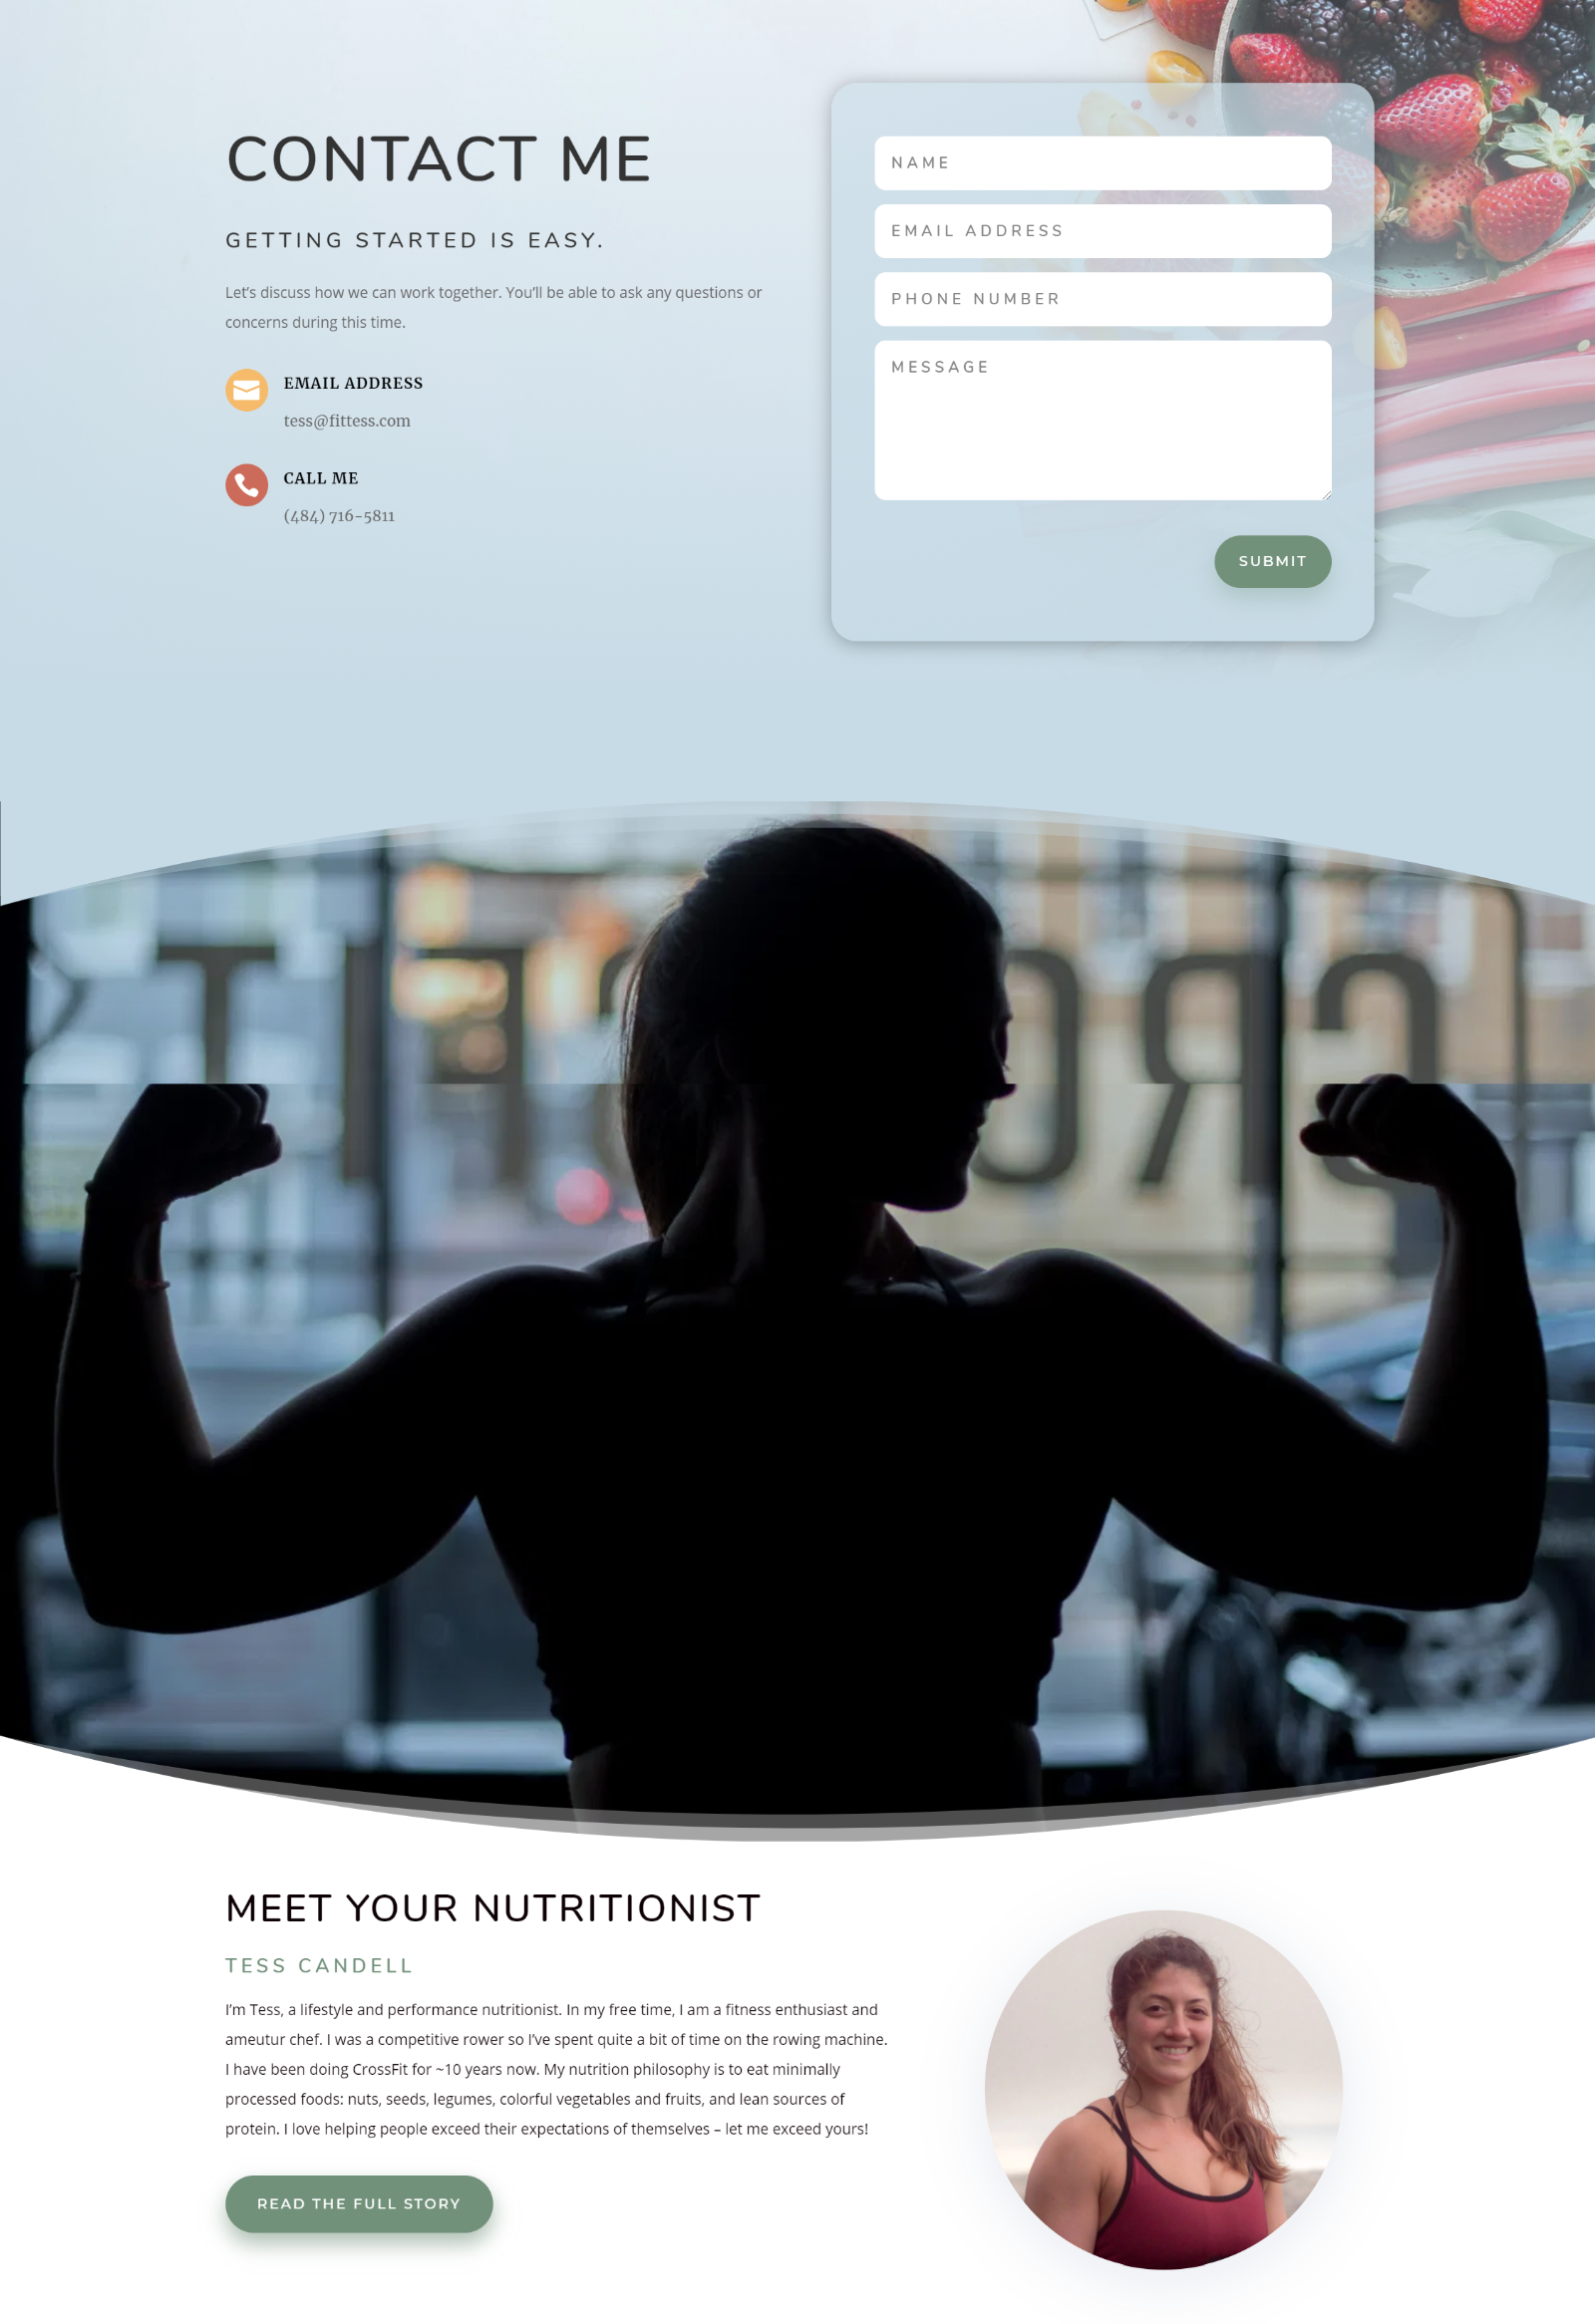 CONTACT ME
GETTING STARTED IS EASY.
Let's discuss how we can work together. You'll be able to ask any questions or
concerns during this time.
EMAIL ADDRESS
tess@fittess.com
CALL ME
(484) 716-5811
NAME
EMAIL ADDRESS
PHONE NUMBER
MESSAGE
SUBMIT
MEET YOUR NUTRITIONIST
TESS CANDELL
I'm Tess, a lifestyle and performance nutritionist. In my free time, I am a fitness enthusiast and
ameutur chef. I was a competitive rower so I've spent quite a bit of time on the rowing machine.
I have been doing CrossFit for ~10 years now. My nutrition philosophy is to eat minimally
processed foods: nuts, seeds, legumes, colorful vegetables and fruits, and lean sources of
protein. I love helping people exceed their expectations of themselves – let me exceed yours!
READ THE FULL STORY